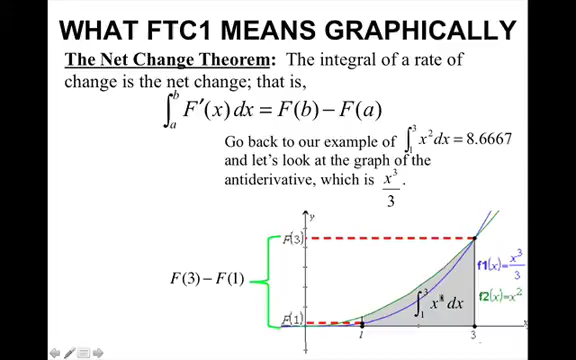 WHAT FTC1 MEANS GRAPHICALLY
The Net Change Theorem: The integral of a rate of
change is the net change; that is,
∫_a^b F′(x) dx = F(b) − F(a)
Go back to our example of ∫_1^3 x² dx = 8.6667
and let's look at the graph of the
antiderivative, which is x³/3.
y
F(3)
f1(x)=x³/3
F(3) − F(1)
f2(x)=x²
∫_1^3 x² dx
F(1)
1
3
x